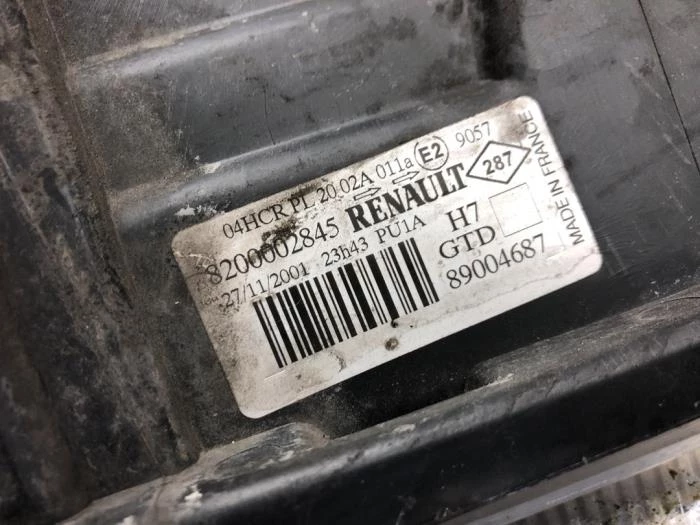 04HCR PL 20 02A 011a E2 9057
8200002845 RENAULT 287
27/11/2001 23h43 PU1A H7
GTD
89004687
MADE IN FRANCE